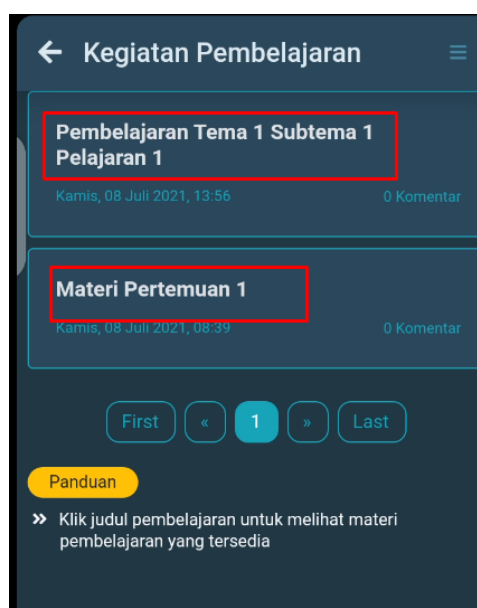 Kegiatan Pembelajaran
Pembelajaran Tema 1 Subtema 1
Pelajaran 1
Kamis, 08 Juli 2021, 13:56 0 Komentar
Materi Pertemuan 1
Kamis, 08 Juli 2021, 08:39 0 Komentar
First « 1 » Last
Panduan
» Klik judul pembelajaran untuk melihat materi
pembelajaran yang tersedia